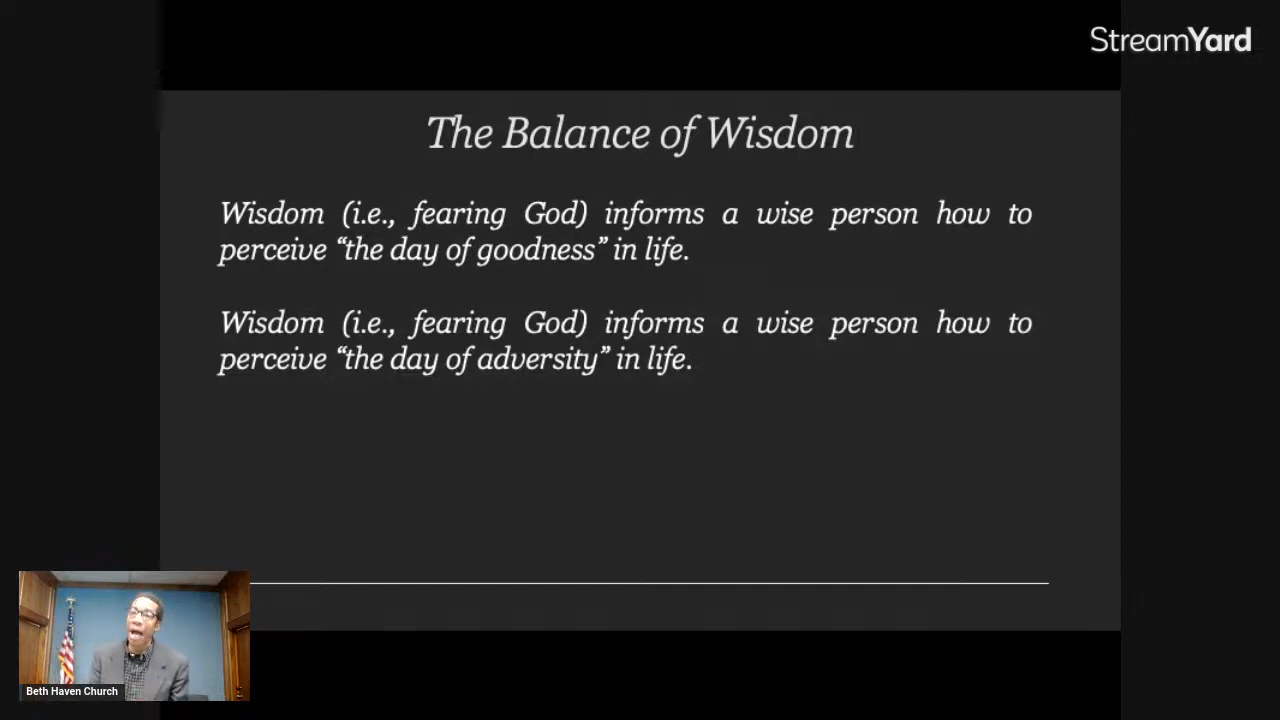 StreamYard
The Balance of Wisdom
Wisdom (i.e., fearing God) informs a wise person how to
perceive “the day of goodness” in life.
Wisdom (i.e., fearing God) informs a wise person how to
perceive “the day of adversity” in life.
Beth Haven Church